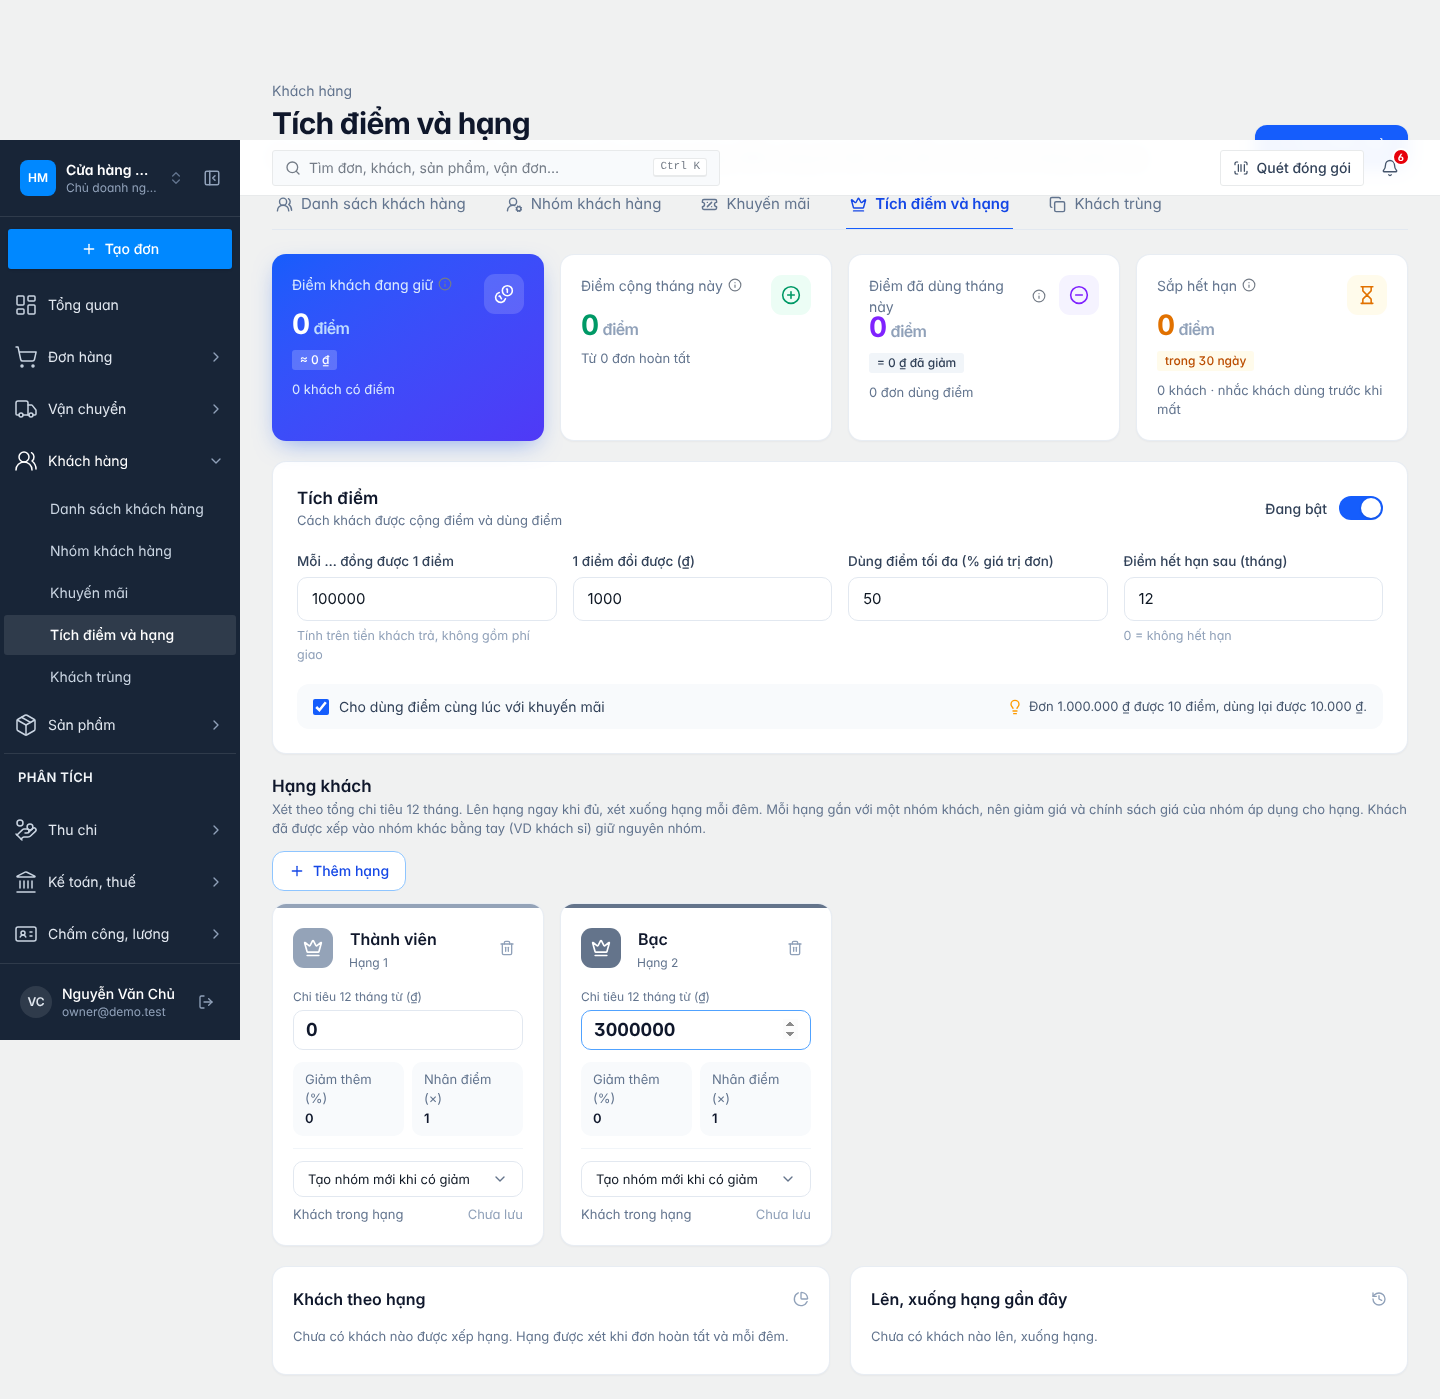 Khách hàng
Tích điểm và hạng
HM
Cửa hàng ...
Chủ doanh ng...
Tìm đơn, khách, sản phẩm, vận đơn...
Ctrl K
Quét đóng gói
6
Danh sách khách hàng
Nhóm khách hàng
Khuyến mãi
Tích điểm và hạng
Khách trùng
Tạo đơn
Tổng quan
Đơn hàng
Vận chuyển
Khách hàng
Danh sách khách hàng
Nhóm khách hàng
Khuyến mãi
Tích điểm và hạng
Khách trùng
Sản phẩm
PHÂN TÍCH
Thu chi
Kế toán, thuế
Chấm công, lương
VC
Nguyễn Văn Chủ
owner@demo.test
Điểm khách đang giữ
0 điểm
≈ 0 ₫
0 khách có điểm
Điểm cộng tháng này
0 điểm
Từ 0 đơn hoàn tất
Điểm đã dùng tháng
này
0 điểm
= 0 ₫ đã giảm
0 đơn dùng điểm
Sắp hết hạn
0 điểm
trong 30 ngày
0 khách · nhắc khách dùng trước khi
mất
Tích điểm
Cách khách được cộng điểm và dùng điểm
Đang bật
Mỗi ... đồng được 1 điểm
100000
Tính trên tiền khách trả, không gồm phí
giao
1 điểm đổi được (₫)
1000
Dùng điểm tối đa (% giá trị đơn)
50
Điểm hết hạn sau (tháng)
12
0 = không hết hạn
Cho dùng điểm cùng lúc với khuyến mãi
Đơn 1.000.000 ₫ được 10 điểm, dùng lại được 10.000 ₫.
Hạng khách
Xét theo tổng chi tiêu 12 tháng. Lên hạng ngay khi đủ, xét xuống hạng mỗi đêm. Mỗi hạng gắn với một nhóm khách, nên giảm giá và chính sách giá của nhóm áp dụng cho hạng. Khách
đã được xếp vào nhóm khác bằng tay (VD khách sỉ) giữ nguyên nhóm.
Thêm hạng
Thành viên
Hạng 1
Chi tiêu 12 tháng từ (₫)
0
Giảm thêm
(%)
0
Nhân điểm
(×)
1
Tạo nhóm mới khi có giảm
Khách trong hạng
Chưa lưu
Bạc
Hạng 2
Chi tiêu 12 tháng từ (₫)
3000000
Giảm thêm
(%)
0
Nhân điểm
(×)
1
Tạo nhóm mới khi có giảm
Khách trong hạng
Chưa lưu
Khách theo hạng
Chưa có khách nào được xếp hạng. Hạng được xét khi đơn hoàn tất và mỗi đêm.
Lên, xuống hạng gần đây
Chưa có khách nào lên, xuống hạng.